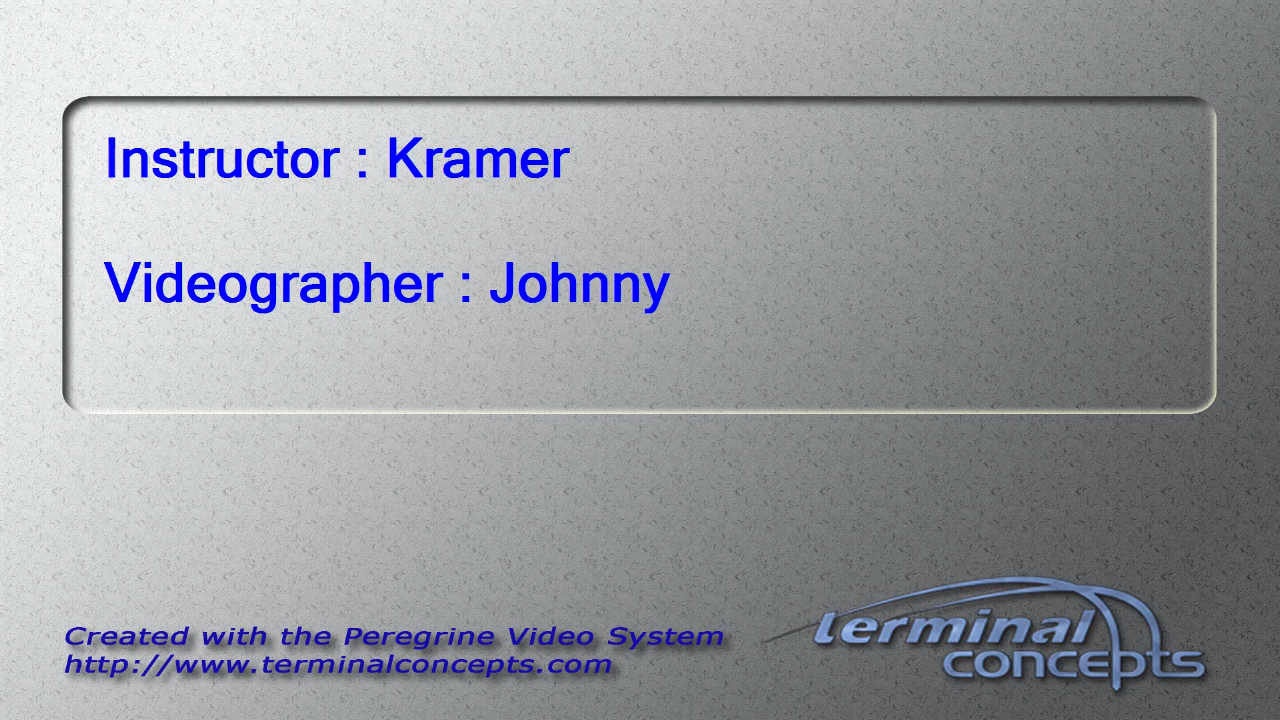 Instructor : Kramer
Videographer : Johnny
Created with the Peregrine Video System
http://www.terminalconcepts.com
terminal
concepts